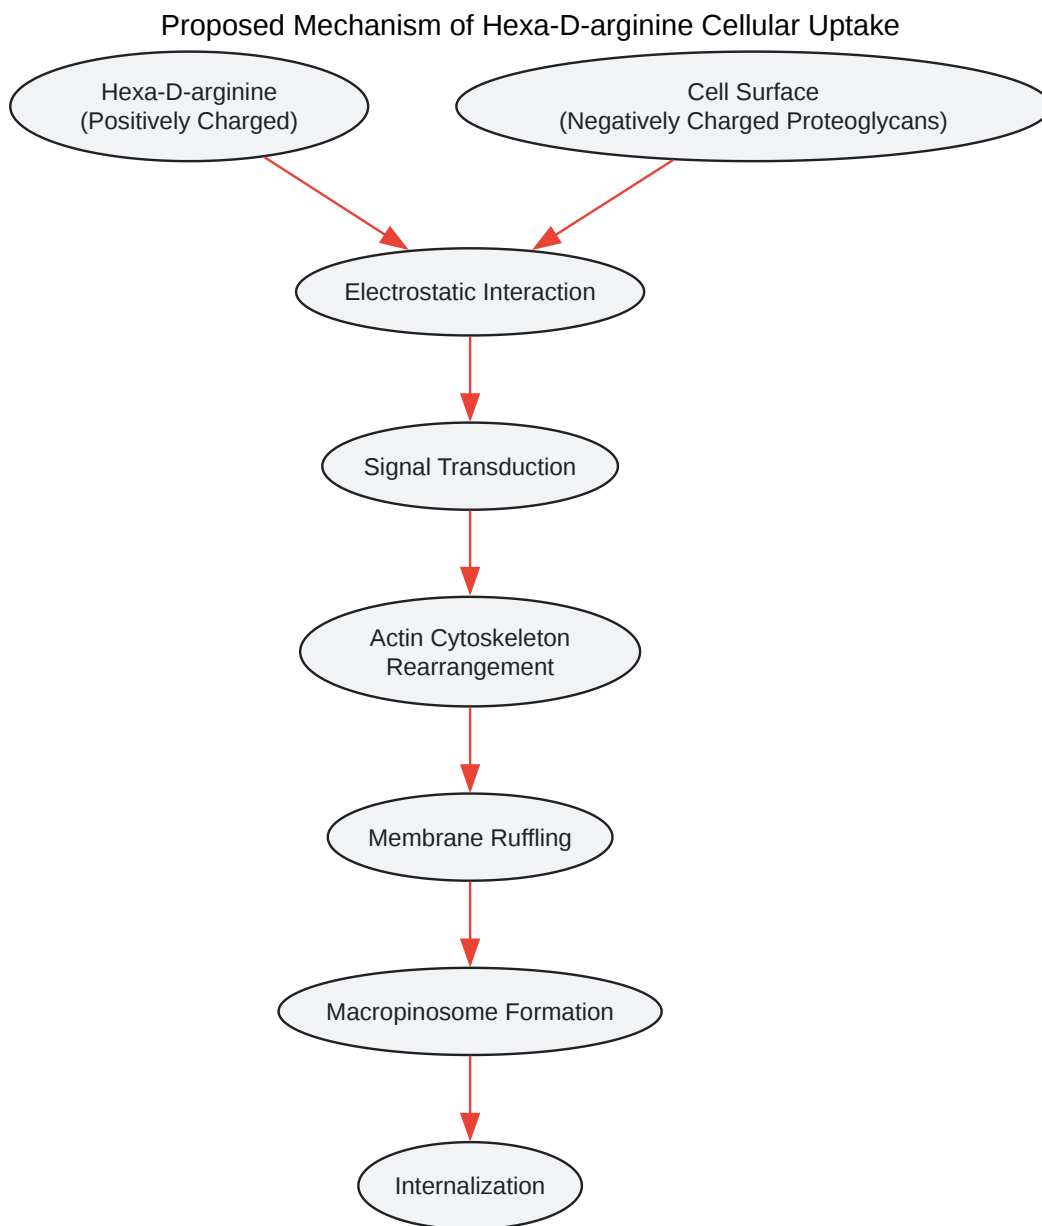 Proposed Mechanism of Hexa-D-arginine Cellular Uptake
Hexa-D-arginine
(Positively Charged)
Cell Surface
(Negatively Charged Proteoglycans)
Electrostatic Interaction
Signal Transduction
Actin Cytoskeleton
Rearrangement
Membrane Ruffling
Macropinosome Formation
Internalization